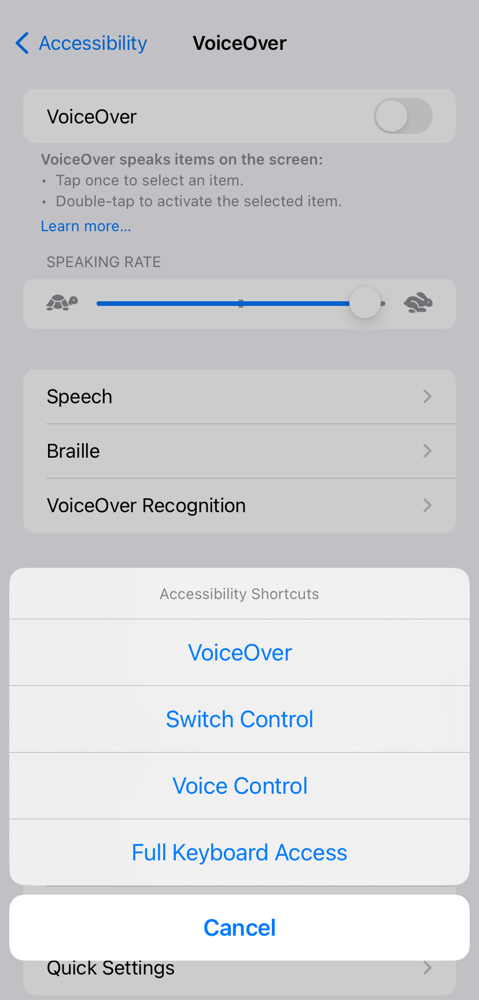 Accessibility
VoiceOver
VoiceOver
VoiceOver speaks items on the screen:
• Tap once to select an item.
• Double-tap to activate the selected item.
Learn more...
SPEAKING RATE
Speech
Braille
VoiceOver Recognition
Accessibility Shortcuts
VoiceOver
Switch Control
Voice Control
Full Keyboard Access
Cancel
Quick Settings